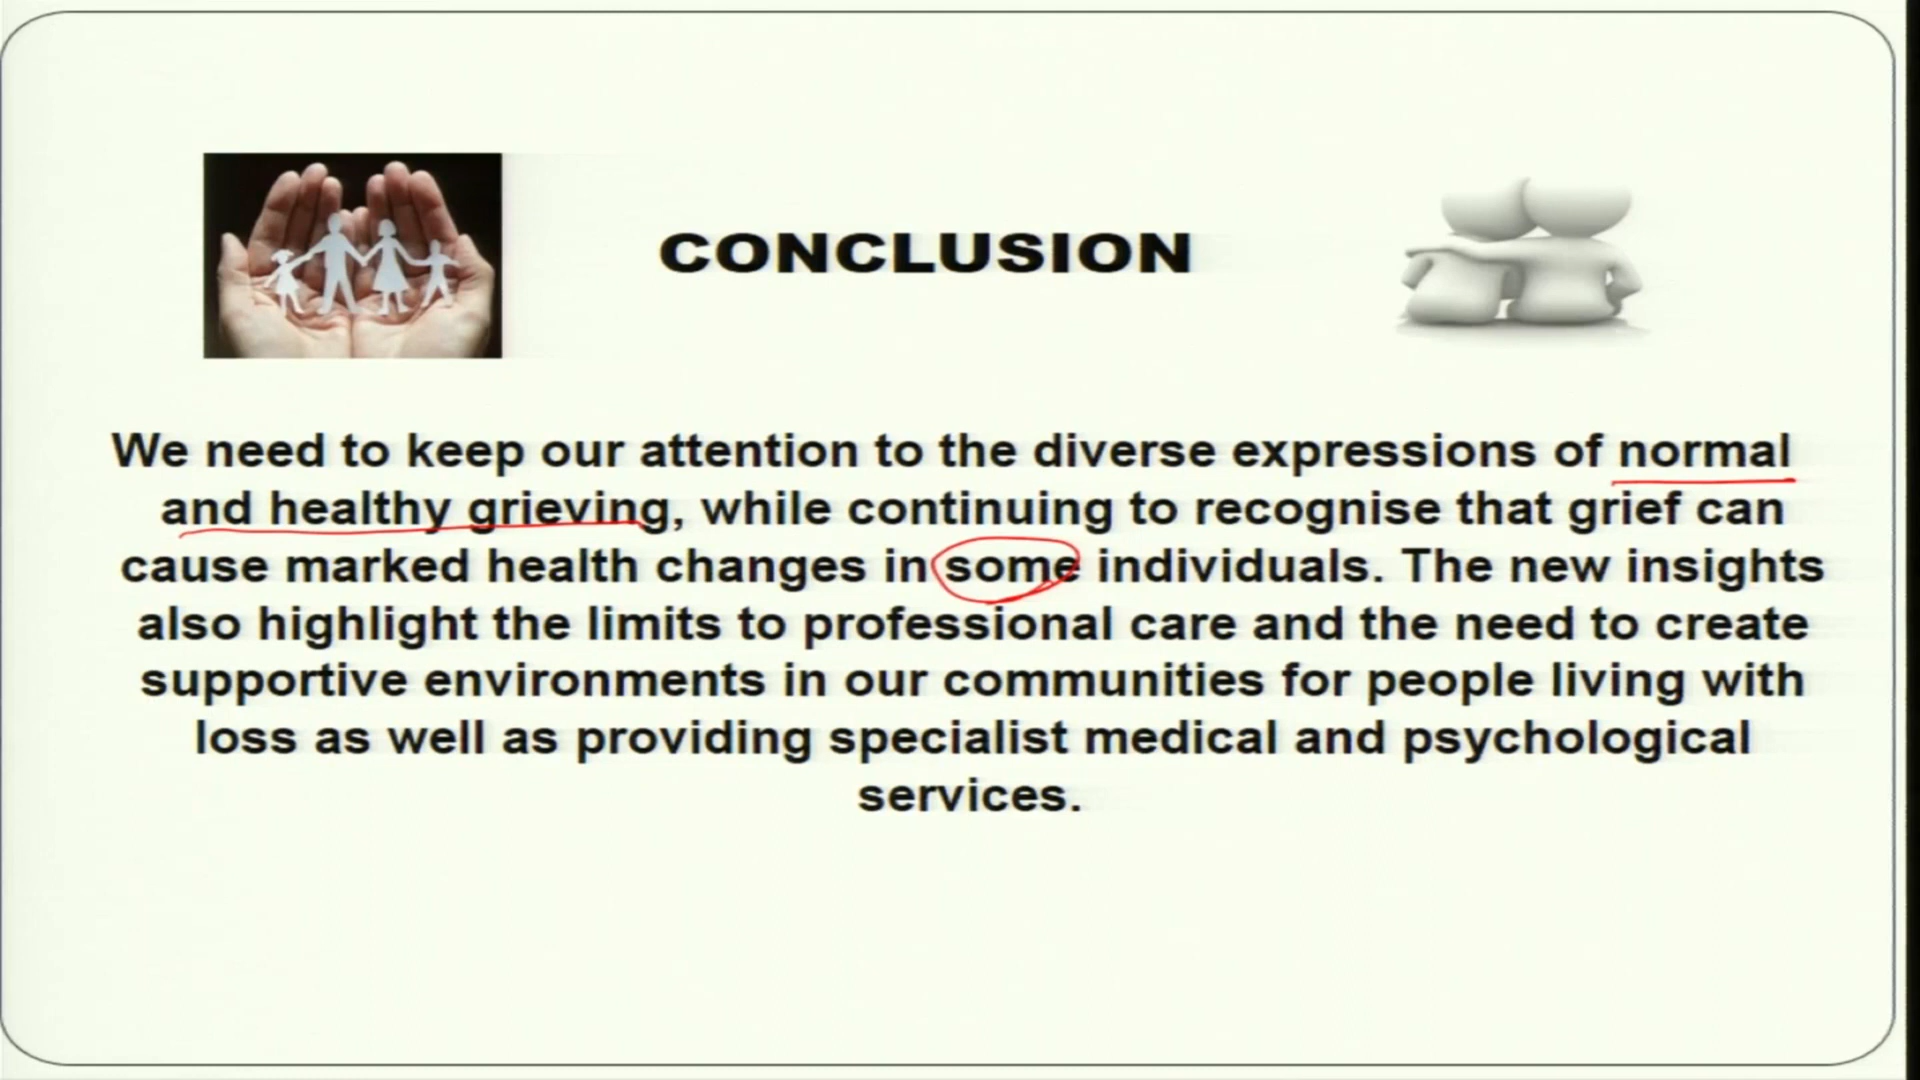 CONCLUSION
We need to keep our attention to the diverse expressions of normal
and healthy grieving, while continuing to recognise that grief can
cause marked health changes in some individuals. The new insights
also highlight the limits to professional care and the need to create
supportive environments in our communities for people living with
loss as well as providing specialist medical and psychological
services.